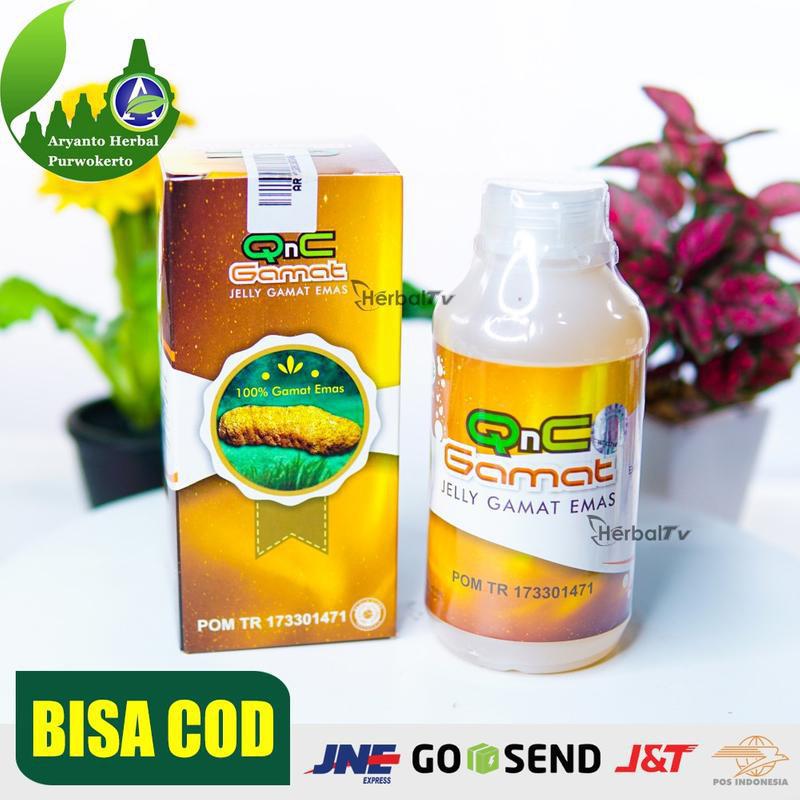 Aryanto Herbal
Purwokerto
QnC
Gamat
JELLY GAMAT EMAS
HerbalTv
100% Gamat Emas
POM TR 173301471
QnC
Gamat
JELLY GAMAT EMAS
HerbalTv
POM TR 173301471
BISA COD
JNE
EXPRESS
GO SEND
J&T
POS INDONESIA